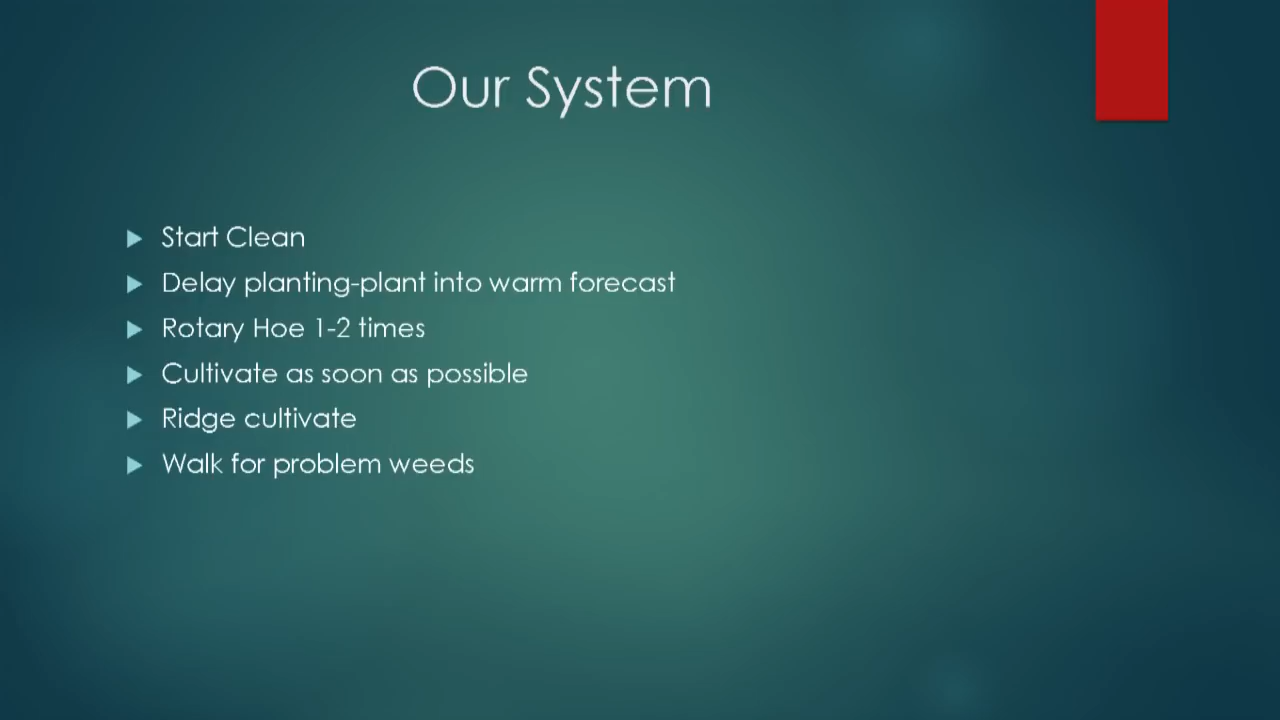 Our System
Start Clean
Delay planting-plant into warm forecast
Rotary Hoe 1-2 times
Cultivate as soon as possible
Ridge cultivate
Walk for problem weeds